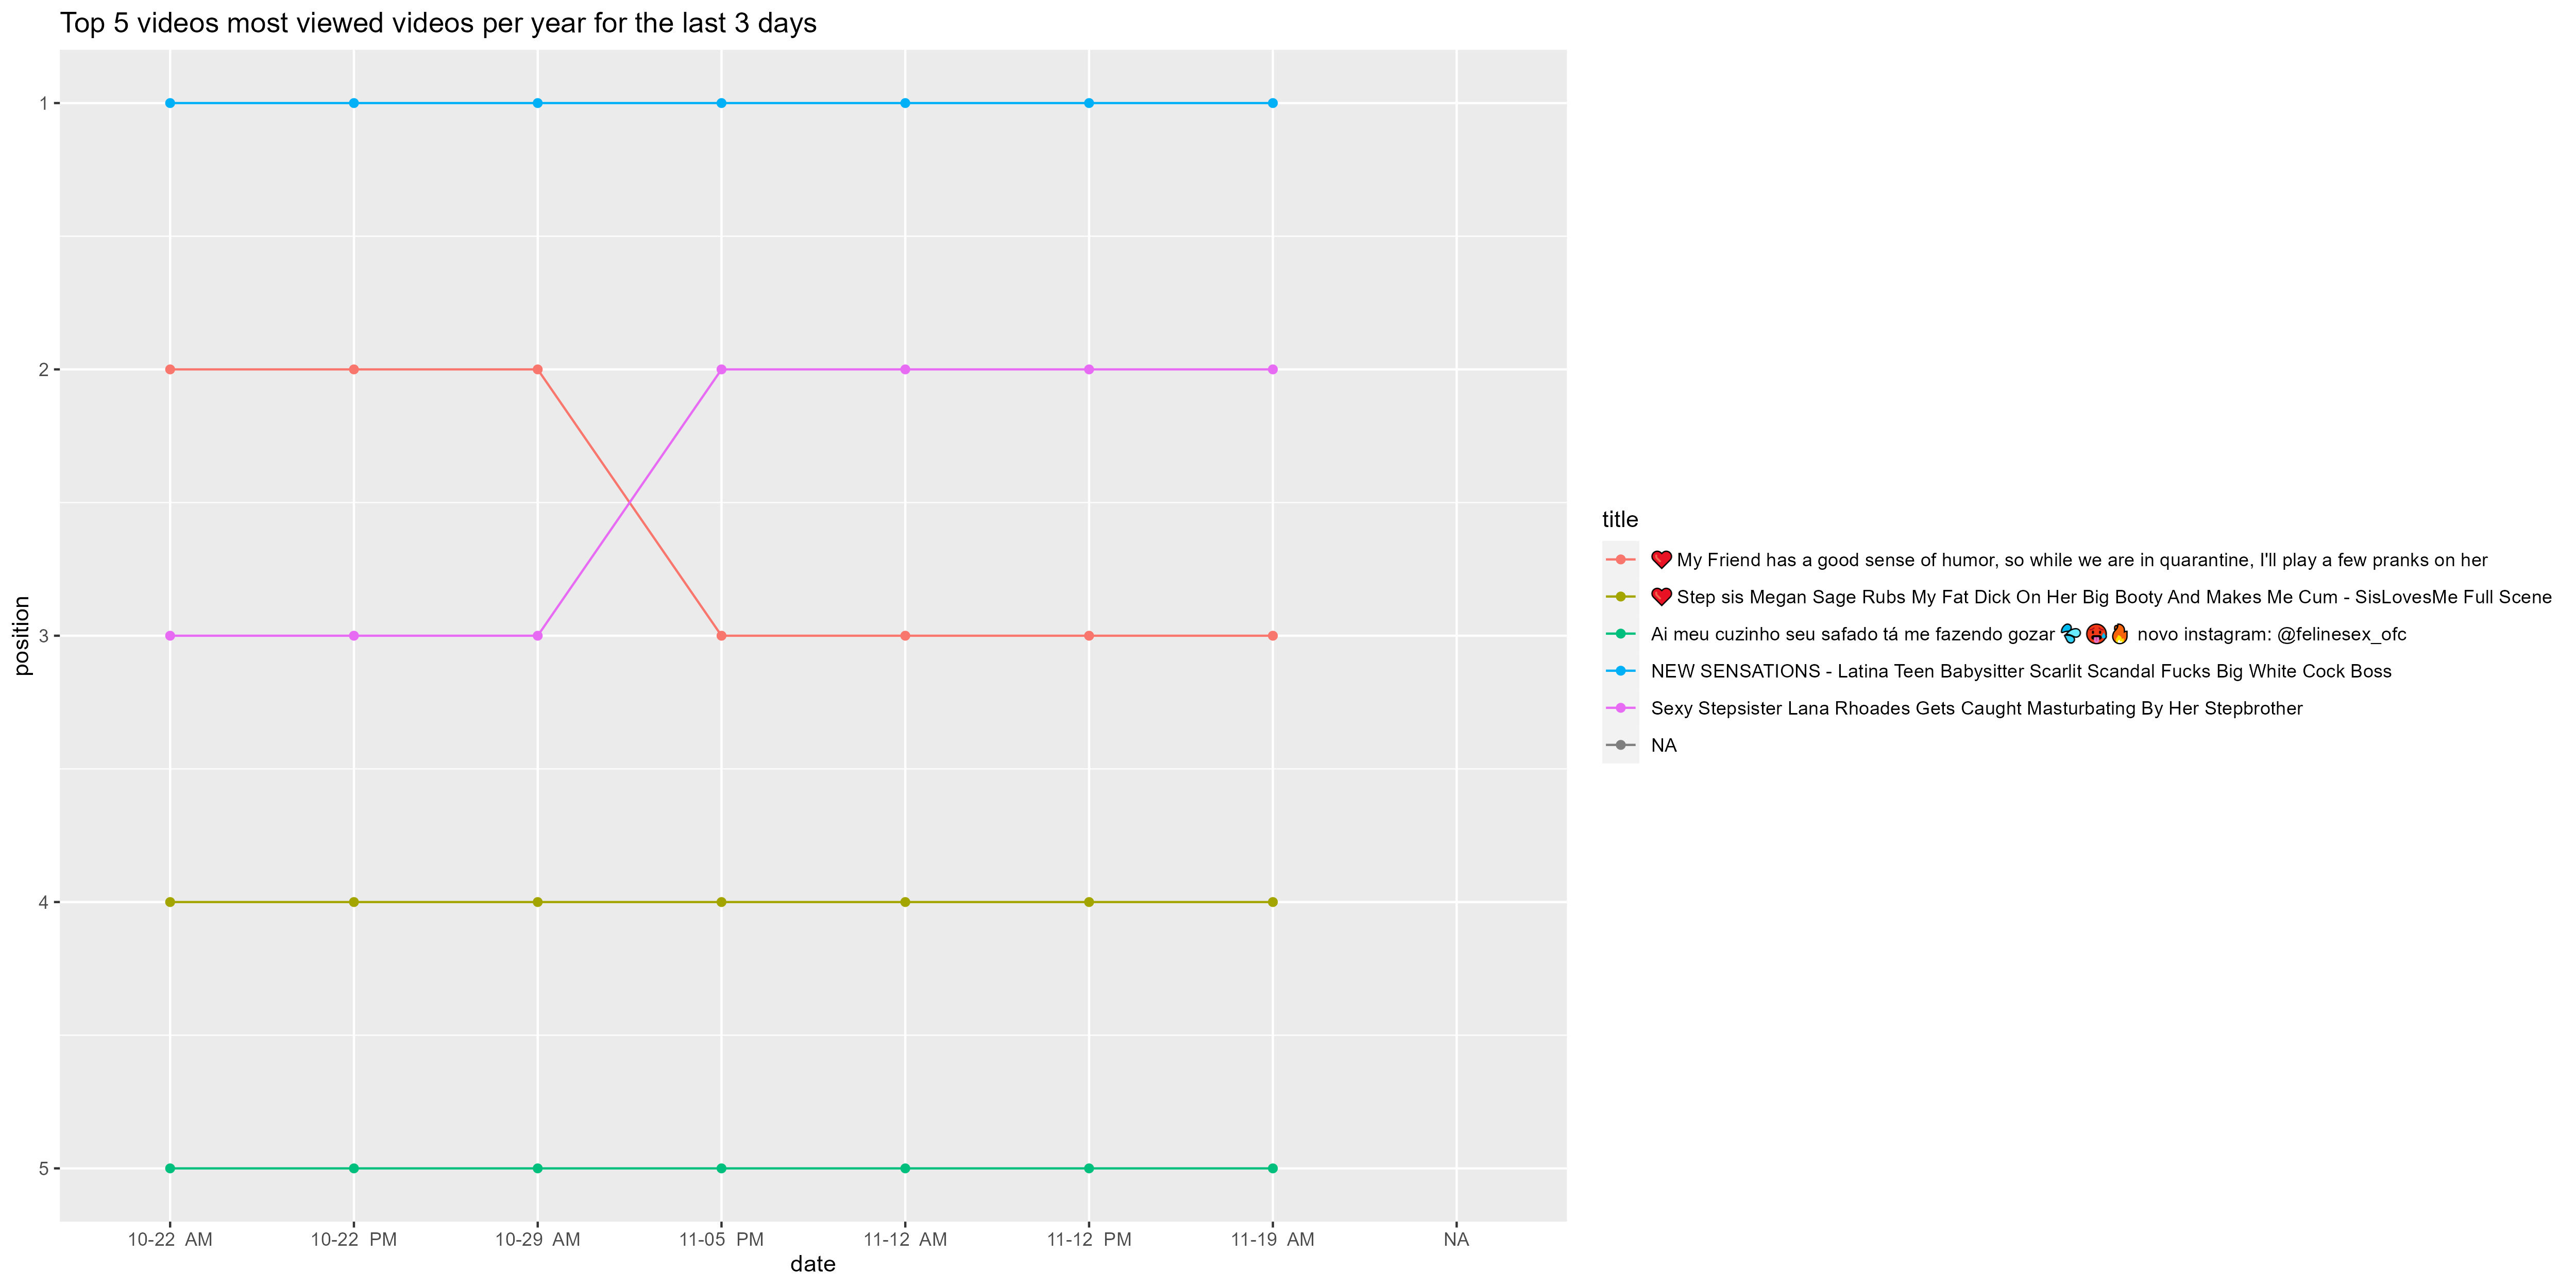 Top 5 videos most viewed videos per year for the last 3 days
position
1
2
3
4
5
10-22 AM
10-22 PM
10-29 AM
11-05 PM
11-12 AM
11-12 PM
11-19 AM
NA
date
title
❤️ My Friend has a good sense of humor, so while we are in quarantine, I'll play a few pranks on her
❤️ Step sis Megan Sage Rubs My Fat Dick On Her Big Booty And Makes Me Cum - SisLovesMe Full Scene
Ai meu cuzinho seu safado tá me fazendo gozar 💦🥵🔥 novo instagram: @felinesex_ofc
NEW SENSATIONS - Latina Teen Babysitter Scarlit Scandal Fucks Big White Cock Boss
Sexy Stepsister Lana Rhoades Gets Caught Masturbating By Her Stepbrother
NA